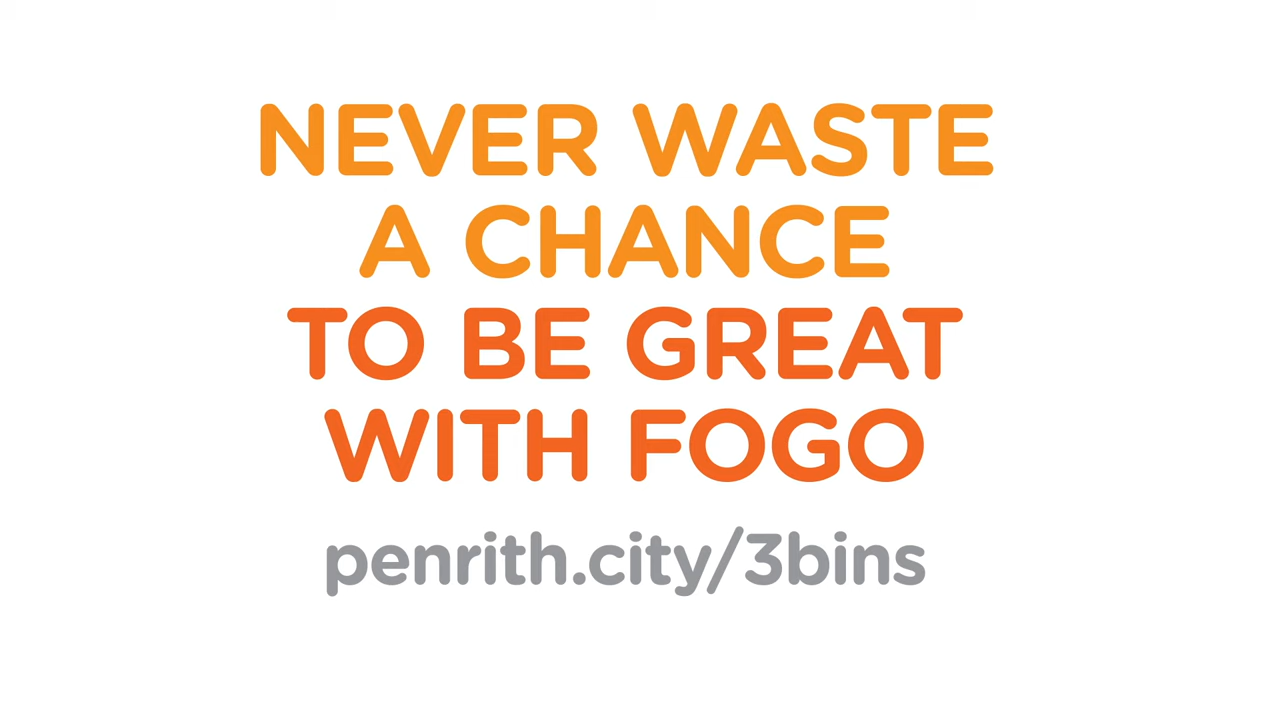 NEVER WASTE
A CHANCE
TO BE GREAT
WITH FOGO
penrith.city/3bins